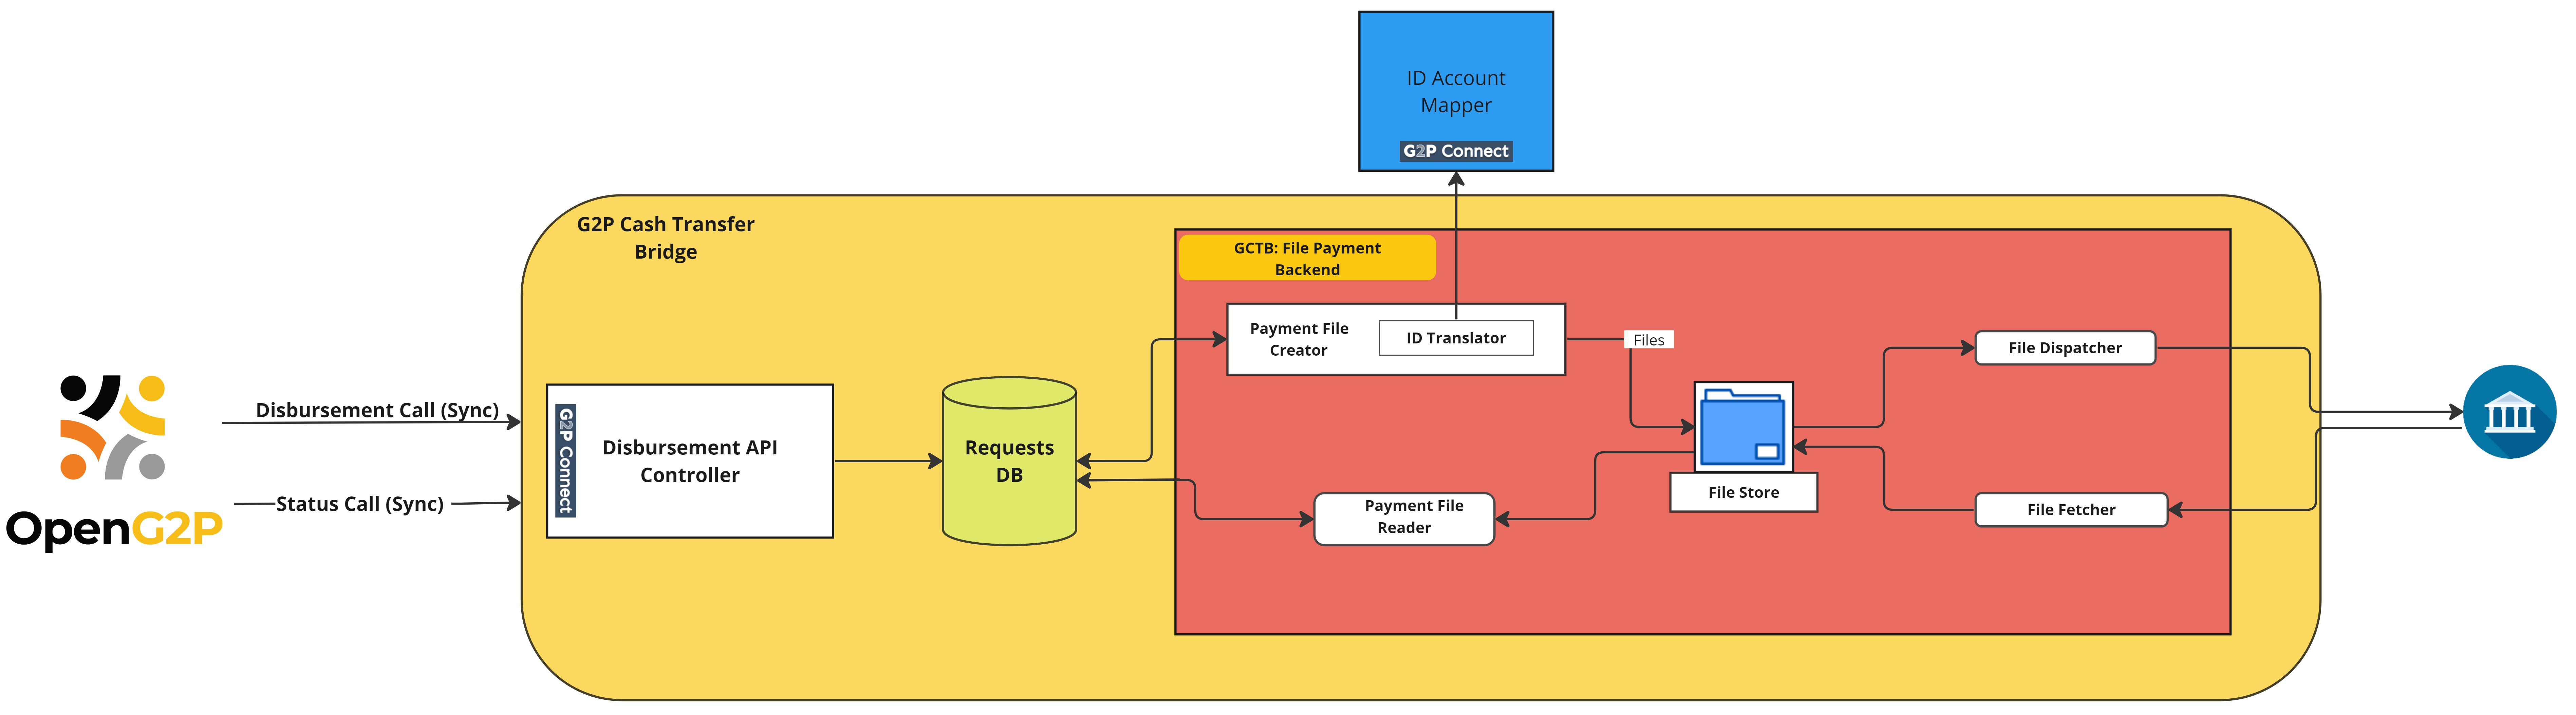 ID Account
Mapper
G2P Connect
G2P Cash Transfer
Bridge
GCTB: File Payment
Backend
Payment File
Creator
ID Translator
Files
File Dispatcher
Disbursement Call (Sync)
G2P Connect
Disbursement API
Controller
Requests
DB
File Store
Status Call (Sync)
Payment File
Reader
File Fetcher
OpenG2P